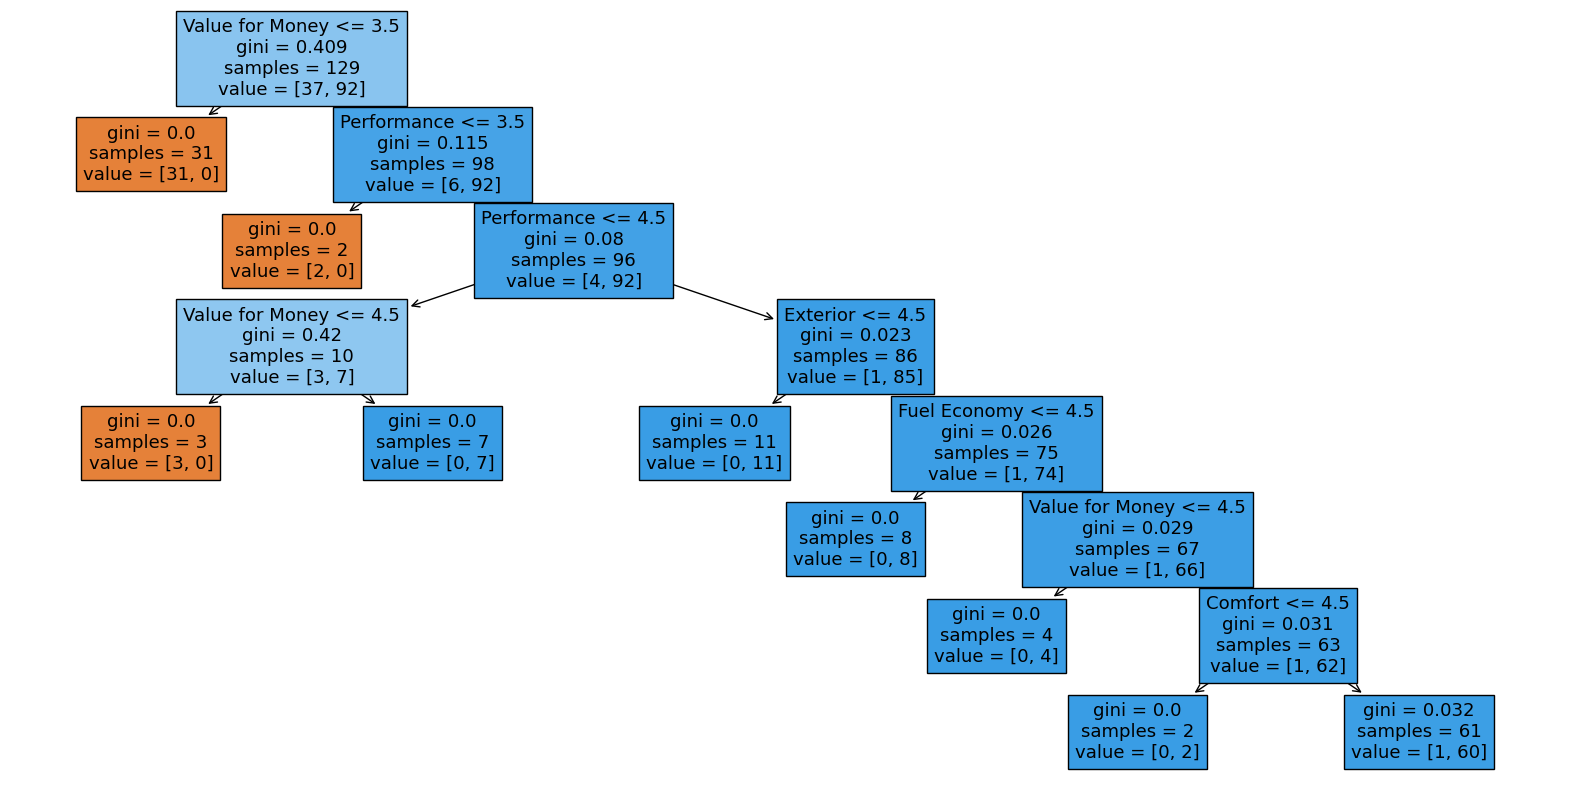 Value for Money <= 3.5
gini = 0.409
samples = 129
value = [37, 92]
gini = 0.0
samples = 31
value = [31, 0]
Performance <= 3.5
gini = 0.115
samples = 98
value = [6, 92]
gini = 0.0
samples = 2
value = [2, 0]
Performance <= 4.5
gini = 0.08
samples = 96
value = [4, 92]
Value for Money <= 4.5
gini = 0.42
samples = 10
value = [3, 7]
gini = 0.0
samples = 3
value = [3, 0]
gini = 0.0
samples = 7
value = [0, 7]
Exterior <= 4.5
gini = 0.023
samples = 86
value = [1, 85]
gini = 0.0
samples = 11
value = [0, 11]
Fuel Economy <= 4.5
gini = 0.026
samples = 75
value = [1, 74]
gini = 0.0
samples = 8
value = [0, 8]
Value for Money <= 4.5
gini = 0.029
samples = 67
value = [1, 66]
gini = 0.0
samples = 4
value = [0, 4]
Comfort <= 4.5
gini = 0.031
samples = 63
value = [1, 62]
gini = 0.0
samples = 2
value = [0, 2]
gini = 0.032
samples = 61
value = [1, 60]